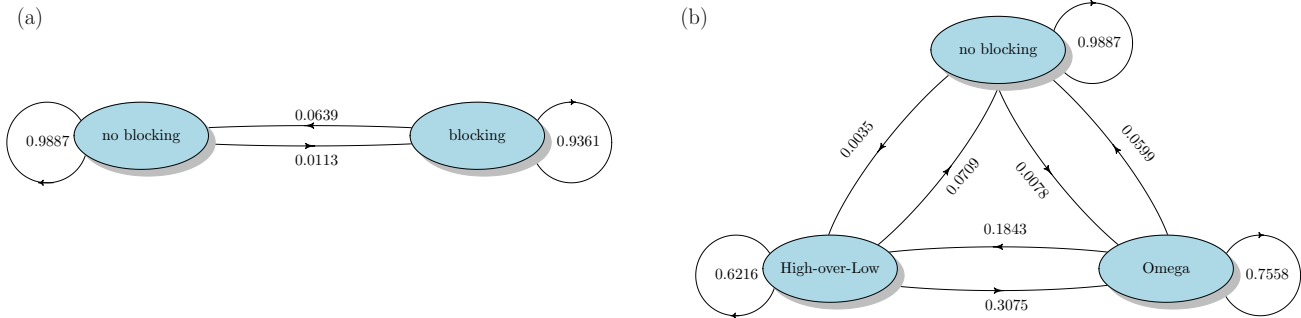 (a)
0.9887
no blocking
0.0639
0.0113
blocking
0.9361
(b)
no blocking
0.9887
0.0035
0.0709
0.0078
0.0599
0.1843
0.6216
High-over-Low
Omega
0.7558
0.3075